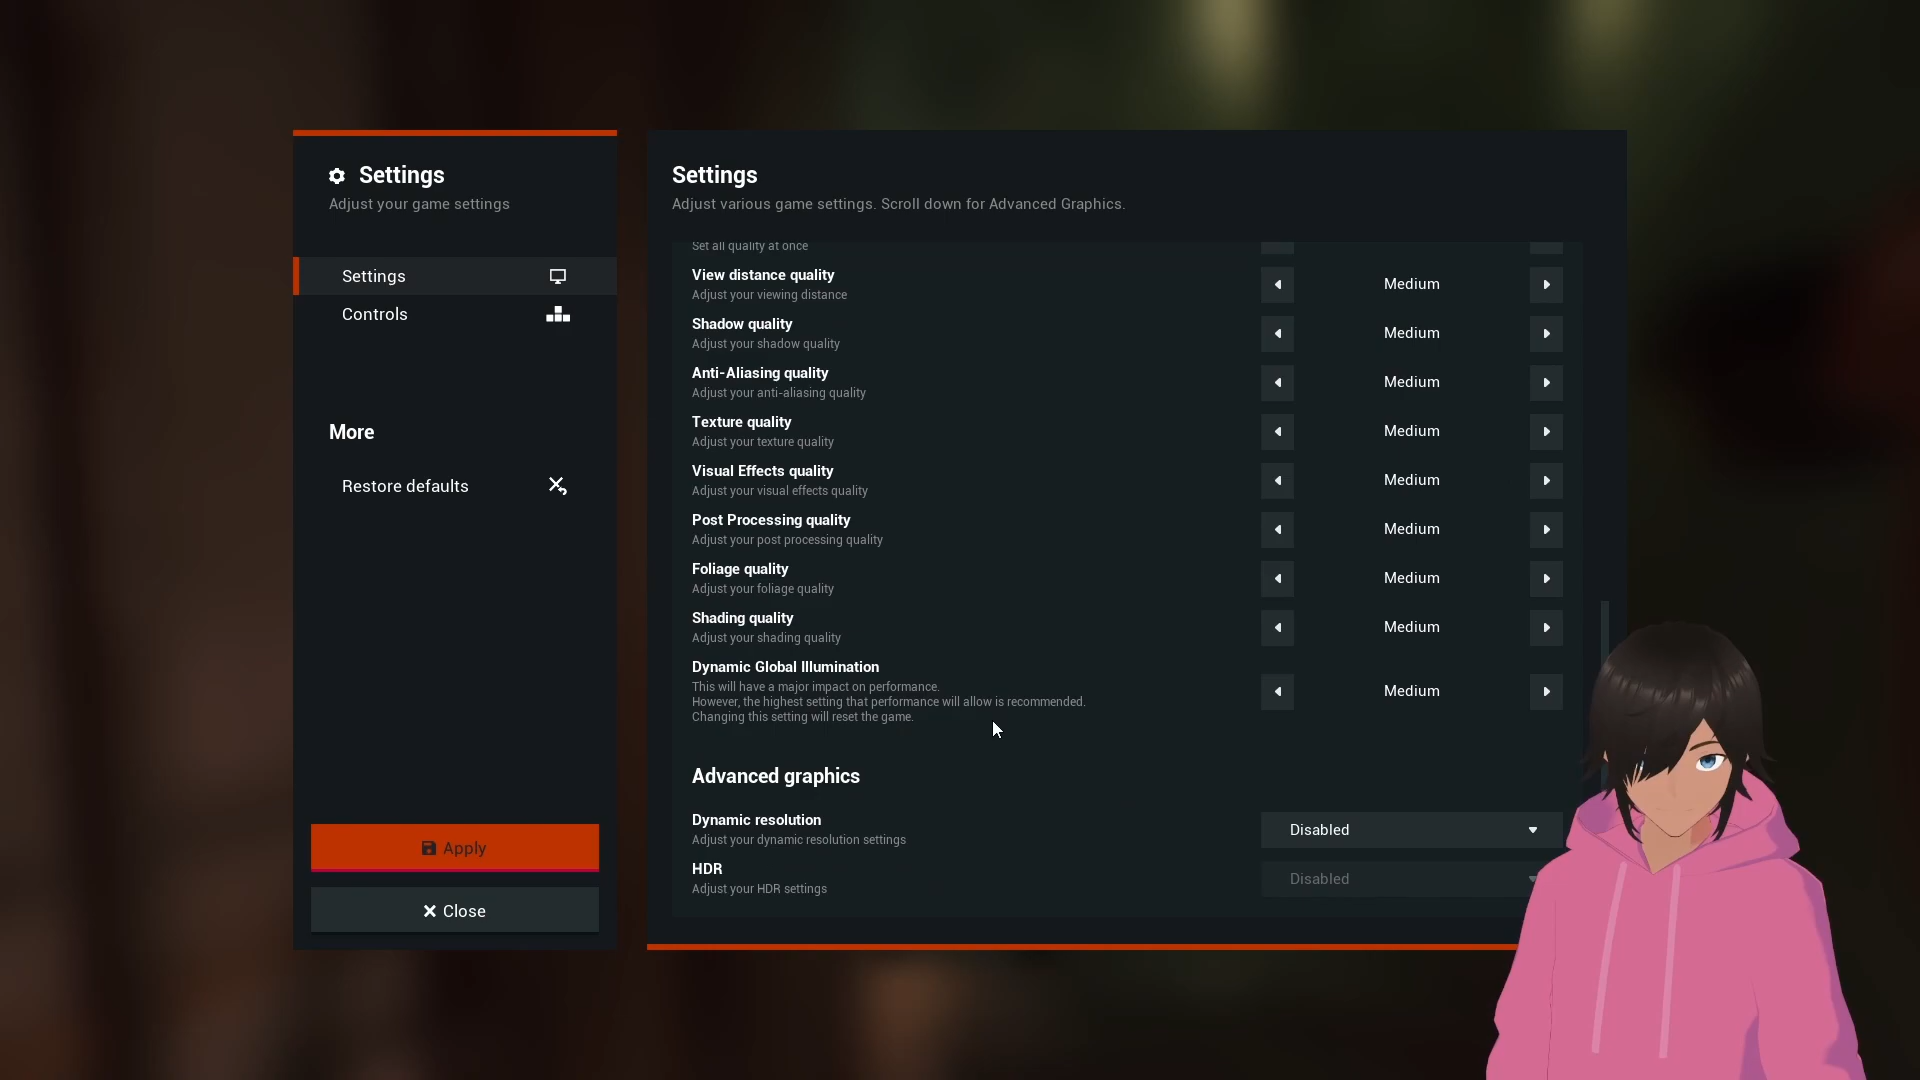 Settings
Adjust your game settings
Settings
Controls
More
Restore defaults
Apply
Close
Settings
Adjust various game settings. Scroll down for Advanced Graphics.
Set all quality at once
View distance quality
Medium
Adjust your viewing distance
Shadow quality
Medium
Adjust your shadow quality
Anti-Aliasing quality
Medium
Adjust your anti-aliasing quality
Texture quality
Medium
Adjust your texture quality
Visual Effects quality
Medium
Adjust your visual effects quality
Post Processing quality
Medium
Adjust your post processing quality
Foliage quality
Medium
Adjust your foliage quality
Shading quality
Medium
Adjust your shading quality
Dynamic Global Illumination
This will have a major impact on performance.
Medium
However, the highest setting that performance will allow is recommended.
Changing this setting will reset the game.
Advanced graphics
Dynamic resolution
Disabled
Adjust your dynamic resolution settings
HDR
Disabled
Adjust your HDR settings